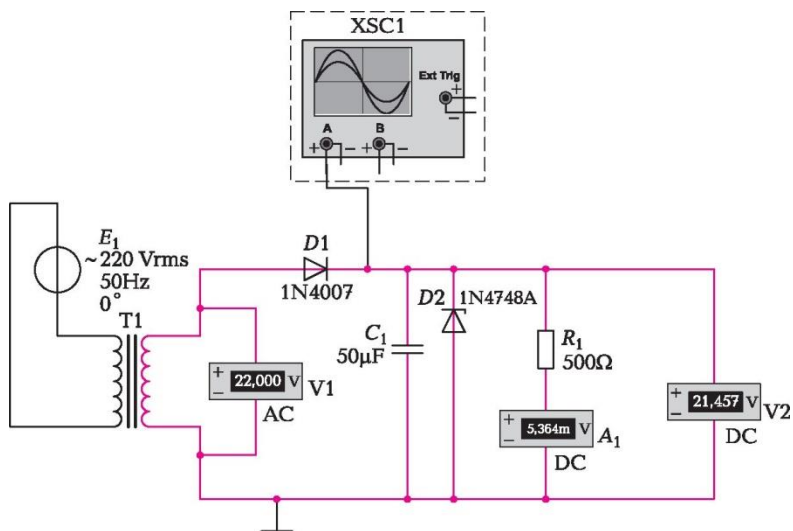 XSC1
Ext Trig
+
−
A
B
+ − + −
E₁
~ 220 Vrms
50Hz
0°
T1
D1
1N4007
D2
1N4748A
C₁
50μF
R₁
500Ω
+
−
22,000 V
V1
AC
+
−
5,364m V
A₁
DC
+
−
21,457 V
V2
DC